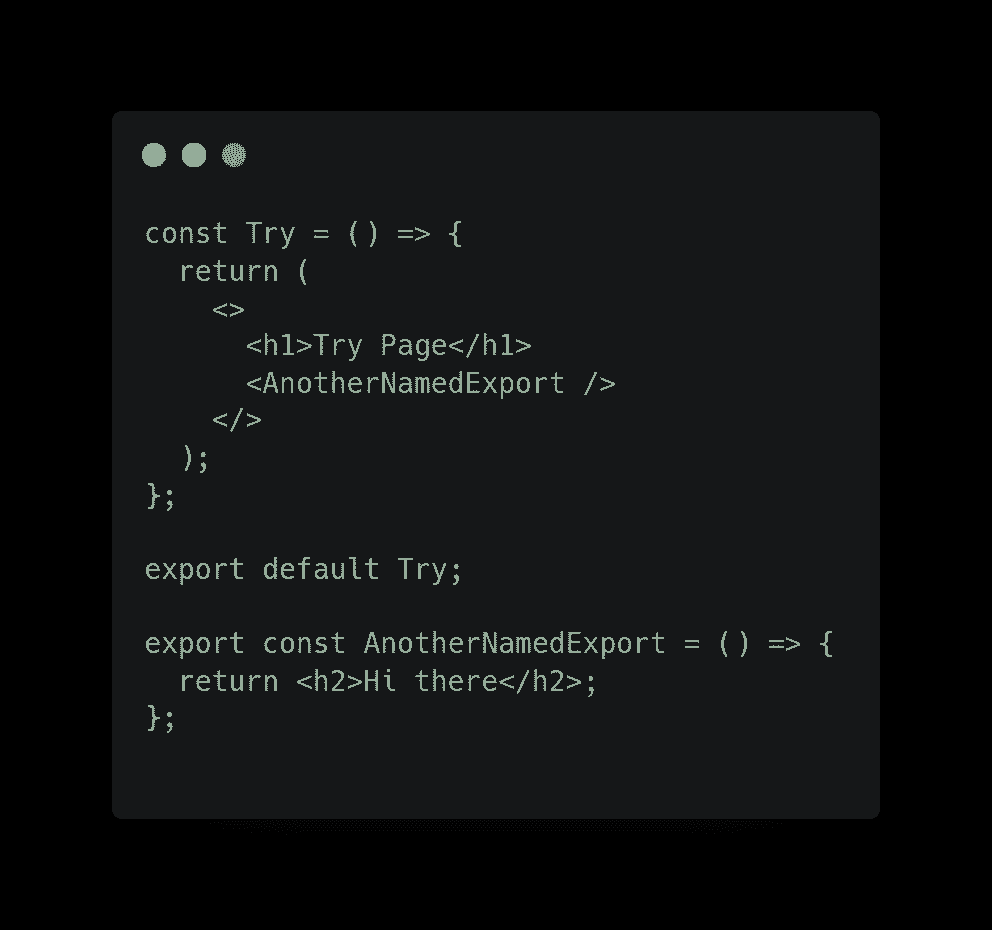 const Try = () => {
  return (
    <>
      <h1>Try Page</h1>
      <AnotherNamedExport />
    </>
  );
};

export default Try;

export const AnotherNamedExport = () => {
  return <h2>Hi there</h2>;
};